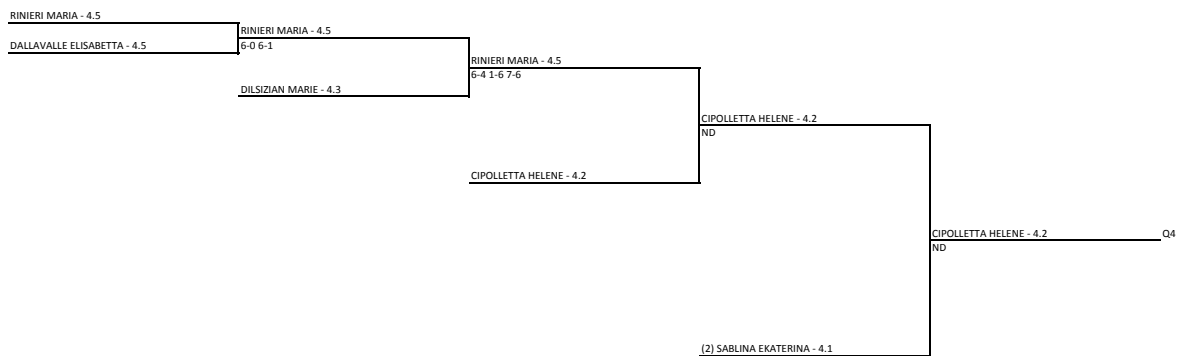 RINIERI MARIA - 4.5
RINIERI MARIA - 4.5
DALLAVALLE ELISABETTA - 4.5
6-0 6-1
RINIERI MARIA - 4.5
6-4 1-6 7-6
DILSIZIAN MARIE - 4.3
CIPOLLETTA HELENE - 4.2
ND
CIPOLLETTA HELENE - 4.2
CIPOLLETTA HELENE - 4.2
Q4
ND
(2) SABLINA EKATERINA - 4.1